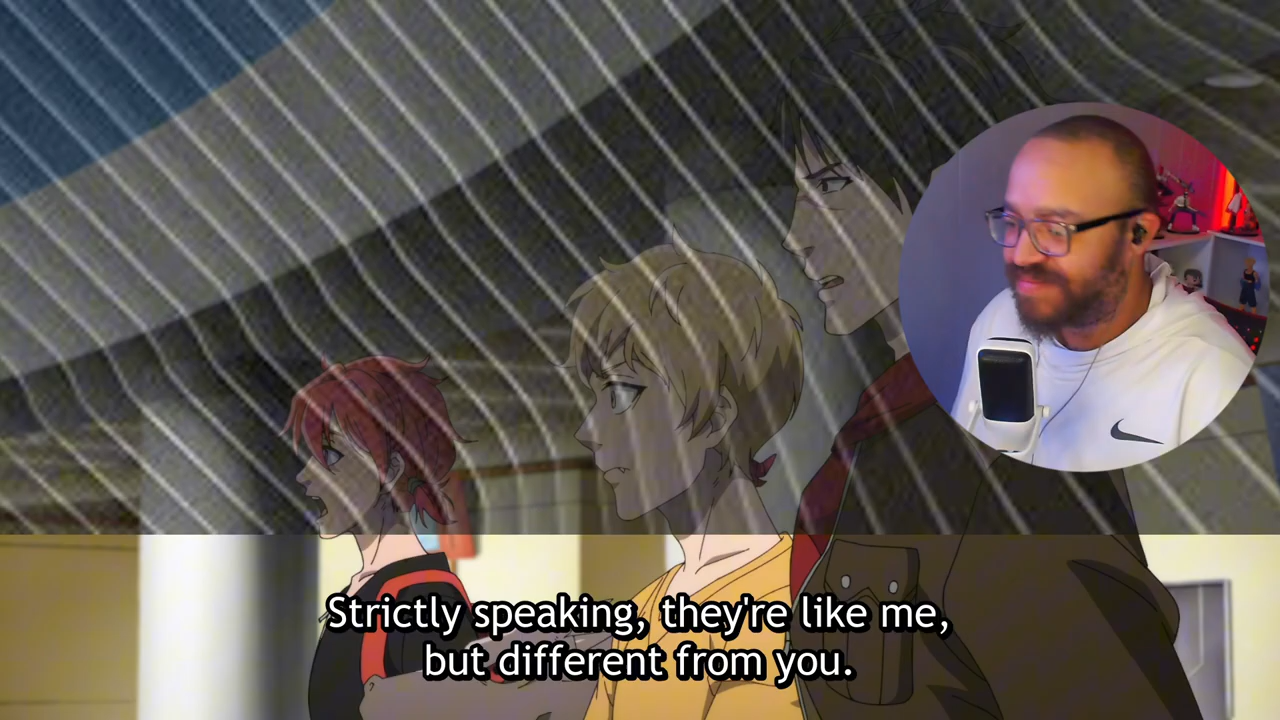 Strictly speaking, they're like me,
but different from you.